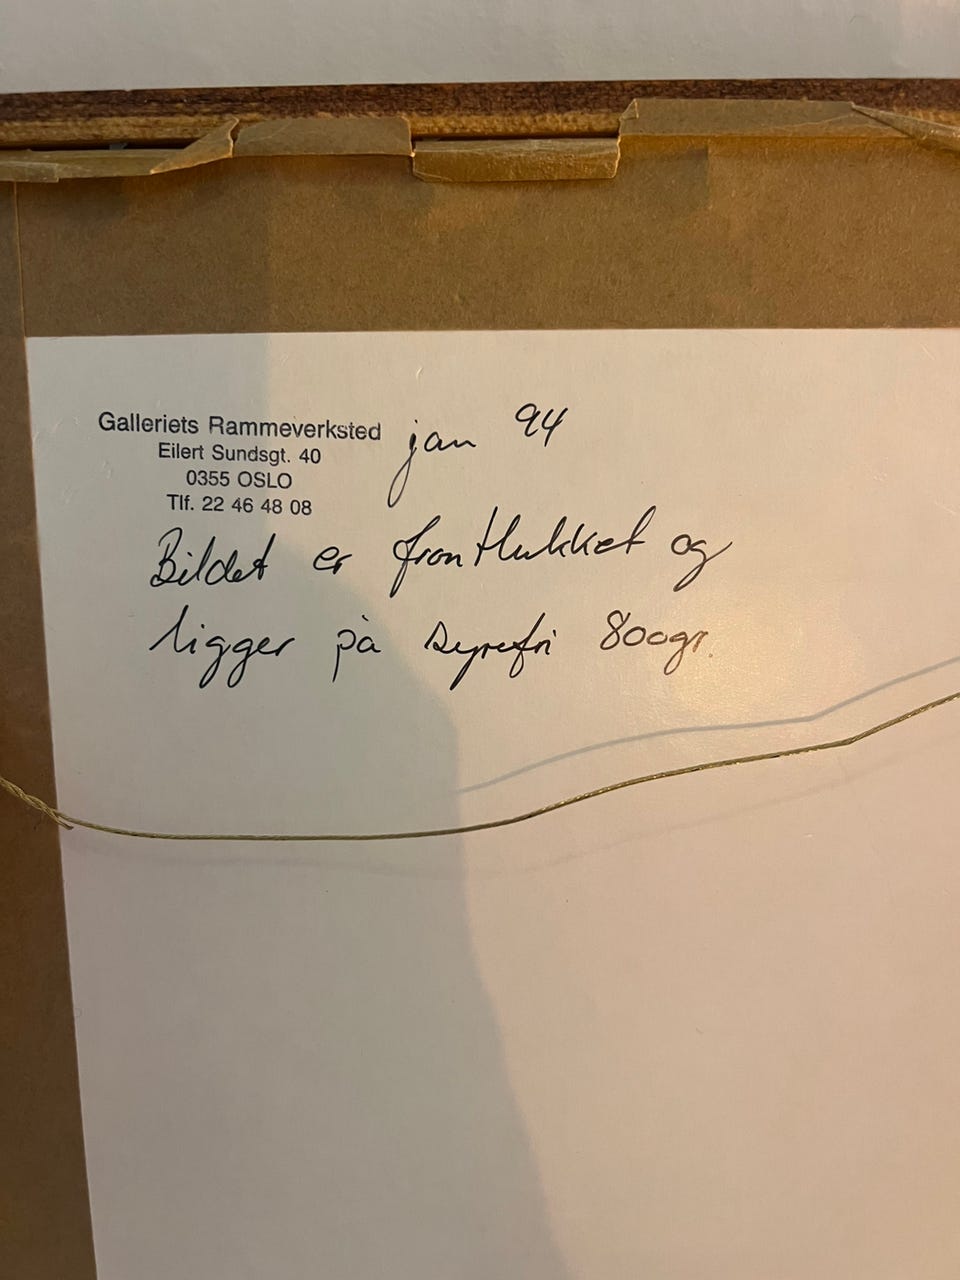 Galleriets Rammeverksted
Eilert Sundsgt. 40
0355 OSLO
Tlf. 22 46 48 08
jan 94
Bildet er frontlukket og
ligger på syrefri 800gr.